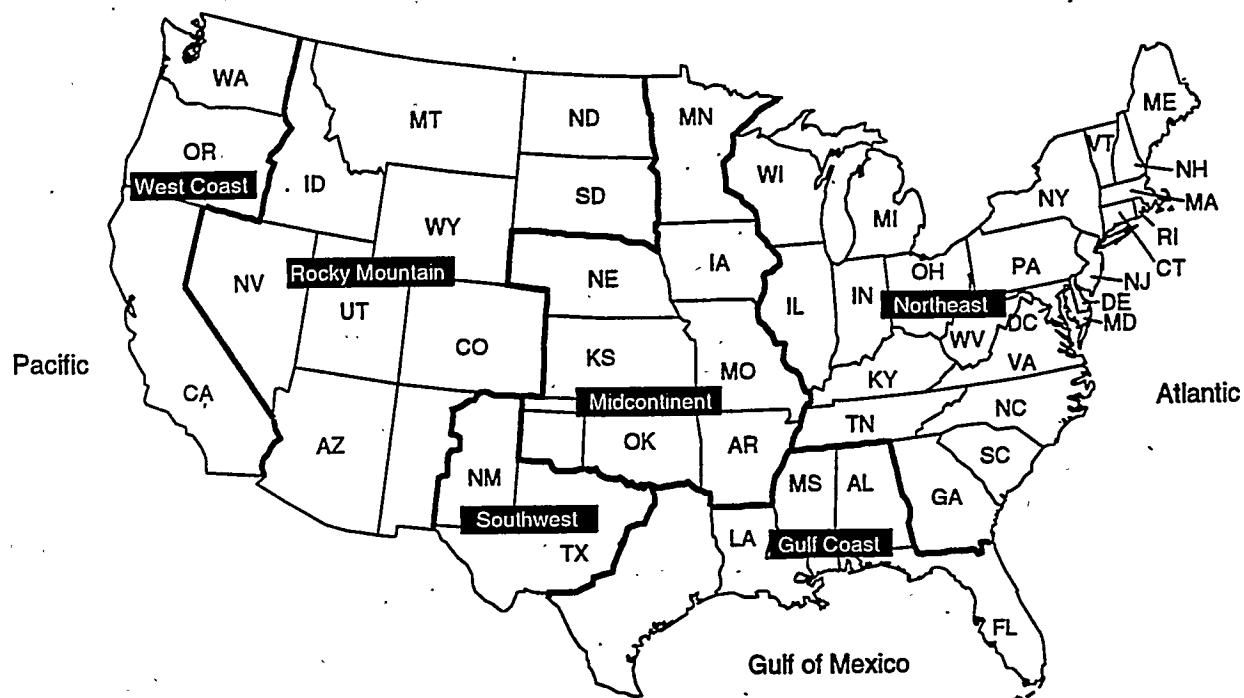 WA
MT
ND
MN
ME
VT
NH
OR
West Coast
ID
SD
WI
NY
MA
MI
RI
WY
CT
NV
Rocky Mountain
NE
IA
OH
PA
NJ
UT
IL
IN
Northeast
DE
DC
MD
WV
CO
KS
MO
KY
VA
Pacific
CA
Midcontinent
Atlantic
AZ
OK
AR
TN
NC
SC
NM
MS
AL
GA
Southwest
TX
LA
Gulf Coast
FL
Gulf of Mexico